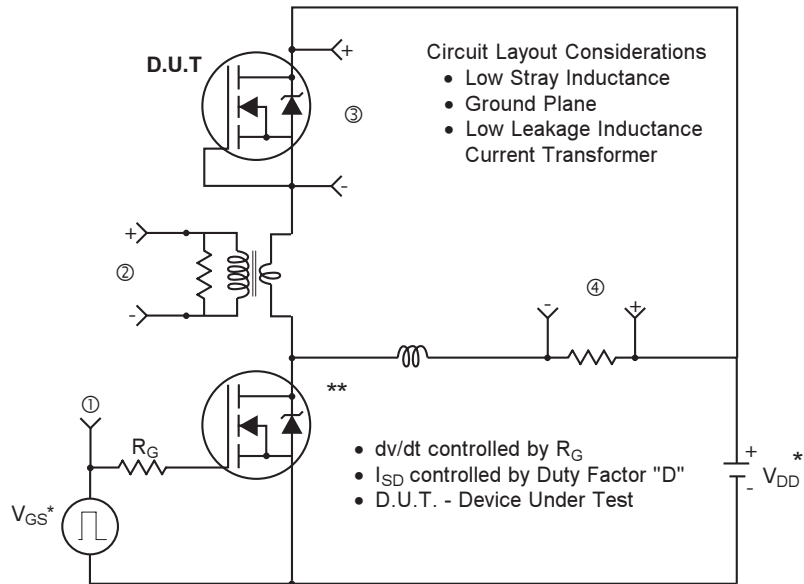 D.U.T
+
Circuit Layout Considerations
• Low Stray Inductance
• Ground Plane
• Low Leakage Inductance
Current Transformer
③
-
+
②
-
④
-
+
**
①
R_G
V_GS*
• dv/dt controlled by R_G
• I_SD controlled by Duty Factor "D"
• D.U.T. - Device Under Test
+
-
V_DD*